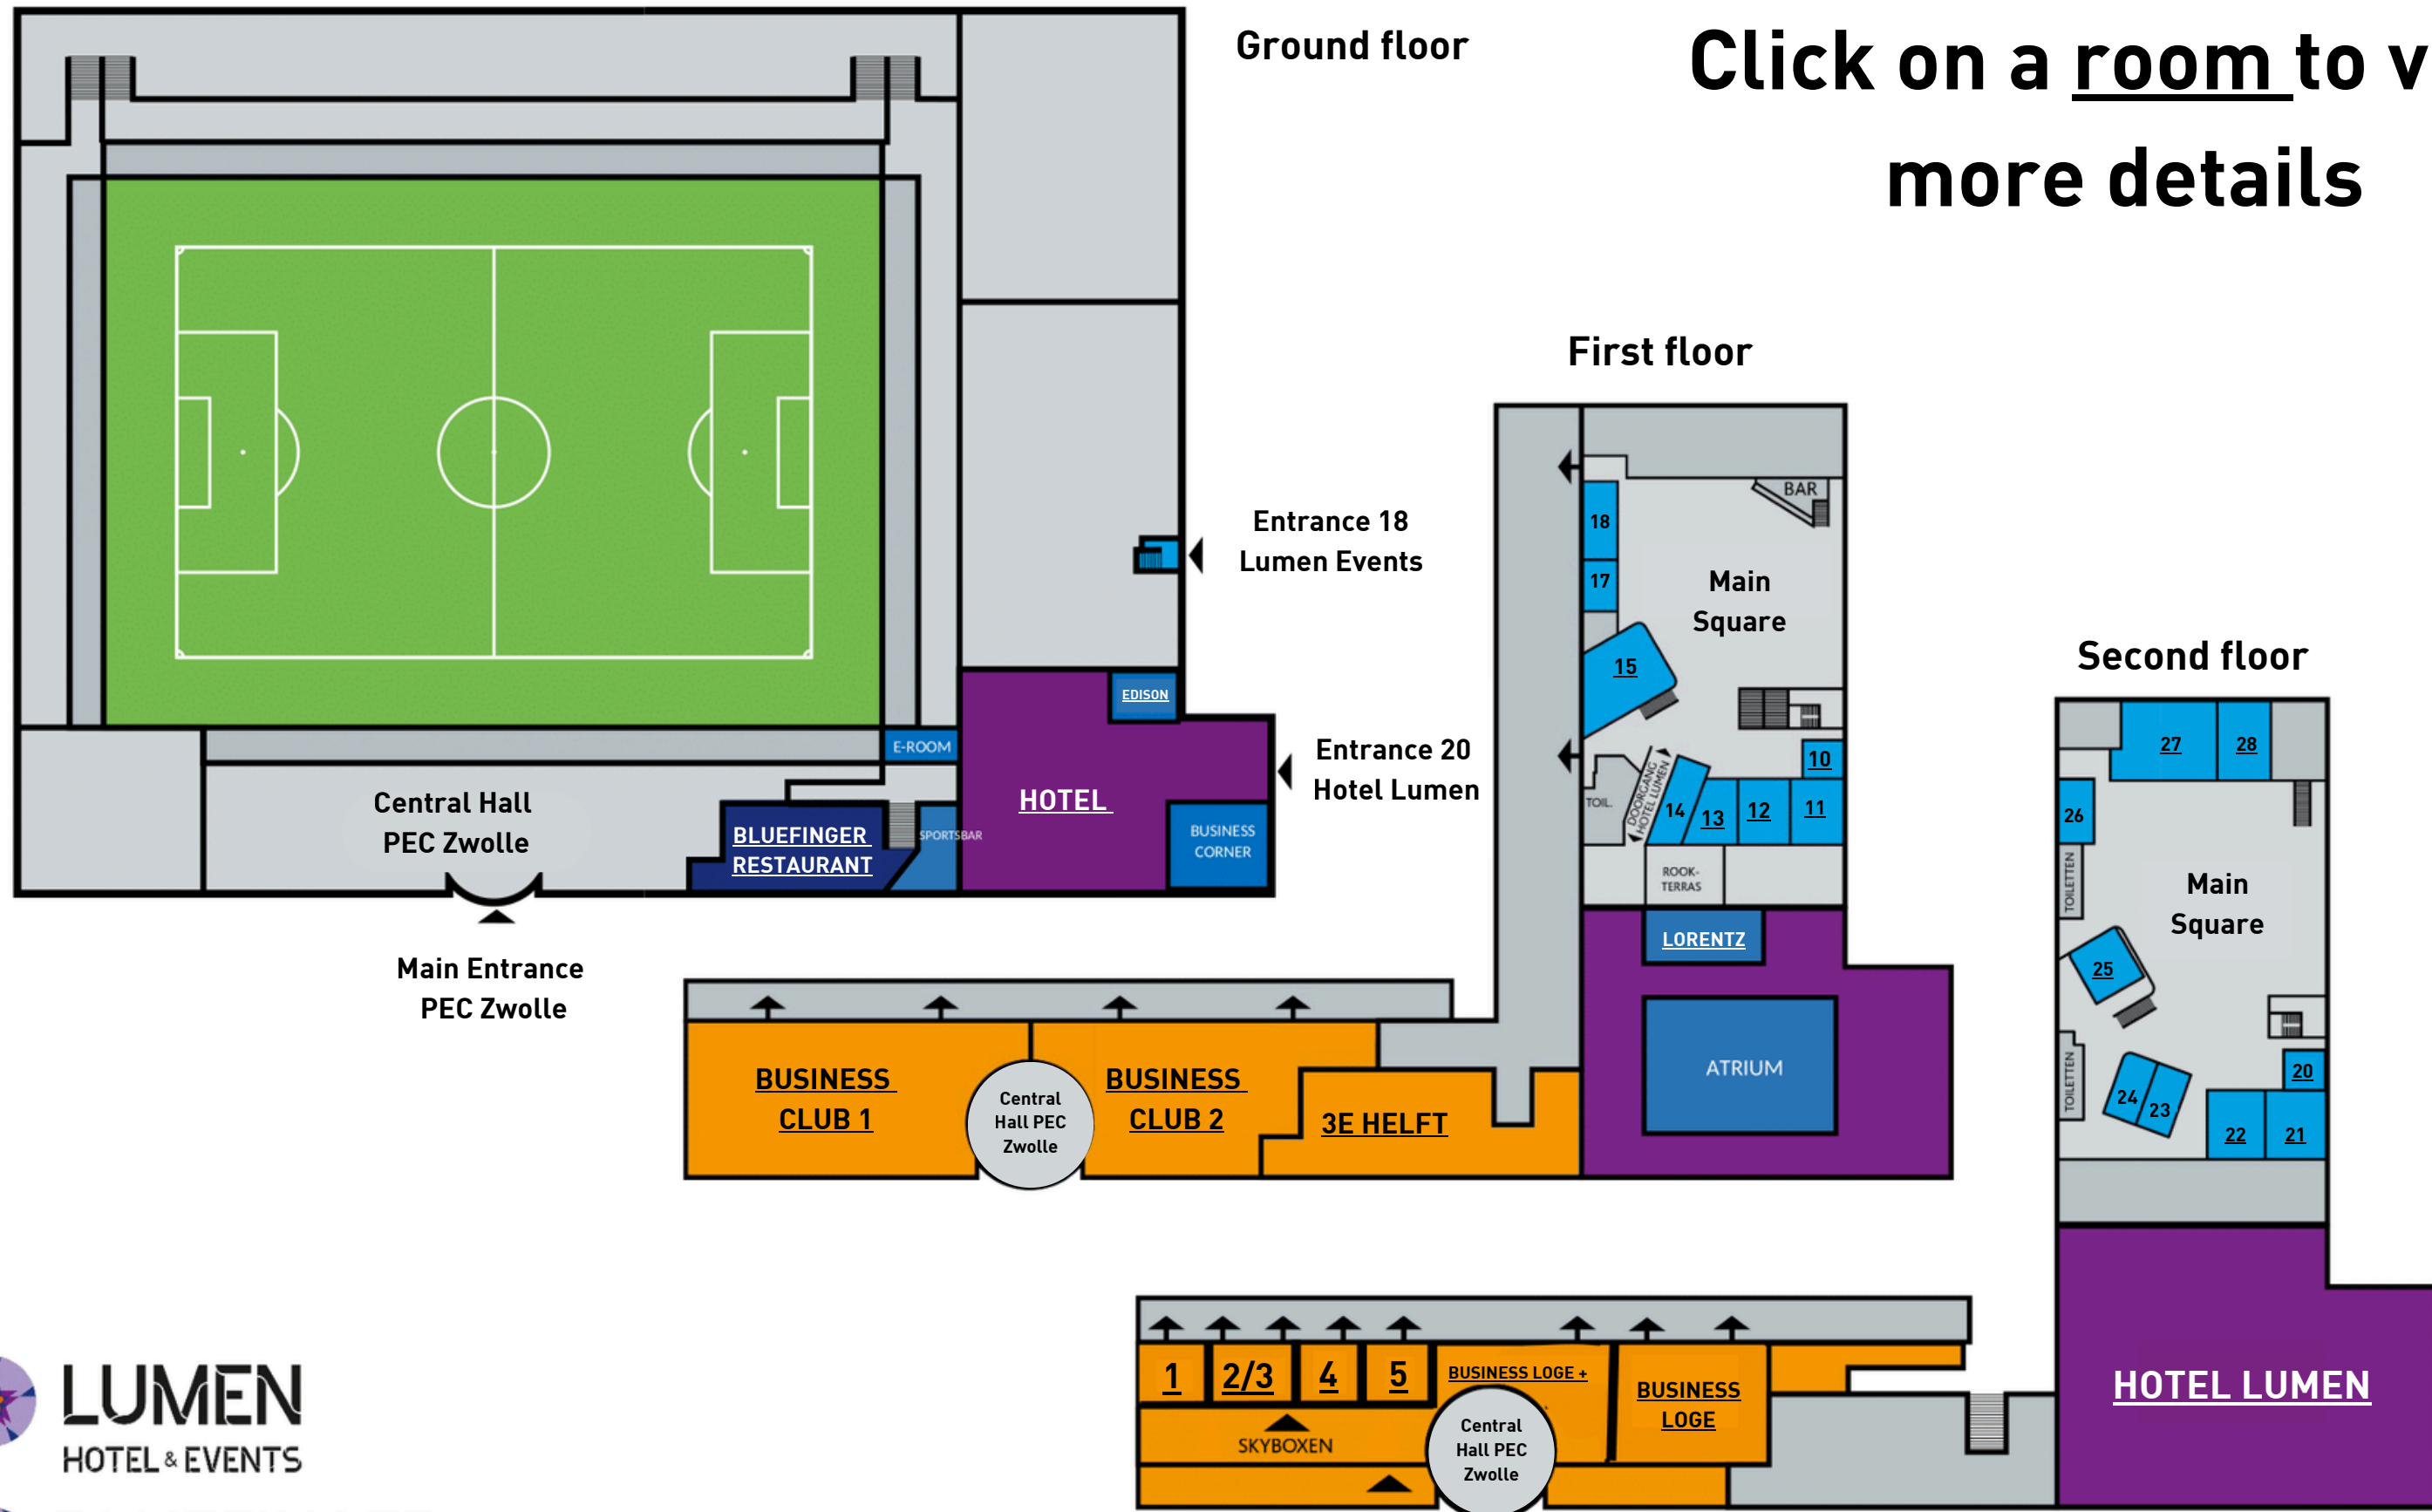 Ground floor
Click on a room to v
more details
Entrance 18
Lumen Events
EDISON
E-ROOM
HOTEL
Entrance 20
Hotel Lumen
Central Hall
PEC Zwolle
BLUEFINGER
RESTAURANT
SPORTSBAR
BUSINESS
CORNER
Main Entrance
PEC Zwolle
First floor
BAR
18
17
Main
Square
15
10
TOIL.
DOORGANG
HOTEL LUMEN
14
13
12
11
ROOK-
TERRAS
LORENTZ
ATRIUM
BUSINESS
CLUB 1
Central
Hall PEC
Zwolle
BUSINESS
CLUB 2
3E HELFT
Second floor
27
28
26
TOILETTEN
Main
Square
25
TOILETTEN
20
24
23
22
21
HOTEL LUMEN
1
2/3
4
5
BUSINESS LOGE +
BUSINESS
LOGE
SKYBOXEN
Central
Hall PEC
Zwolle
LUMEN
HOTEL & EVENTS